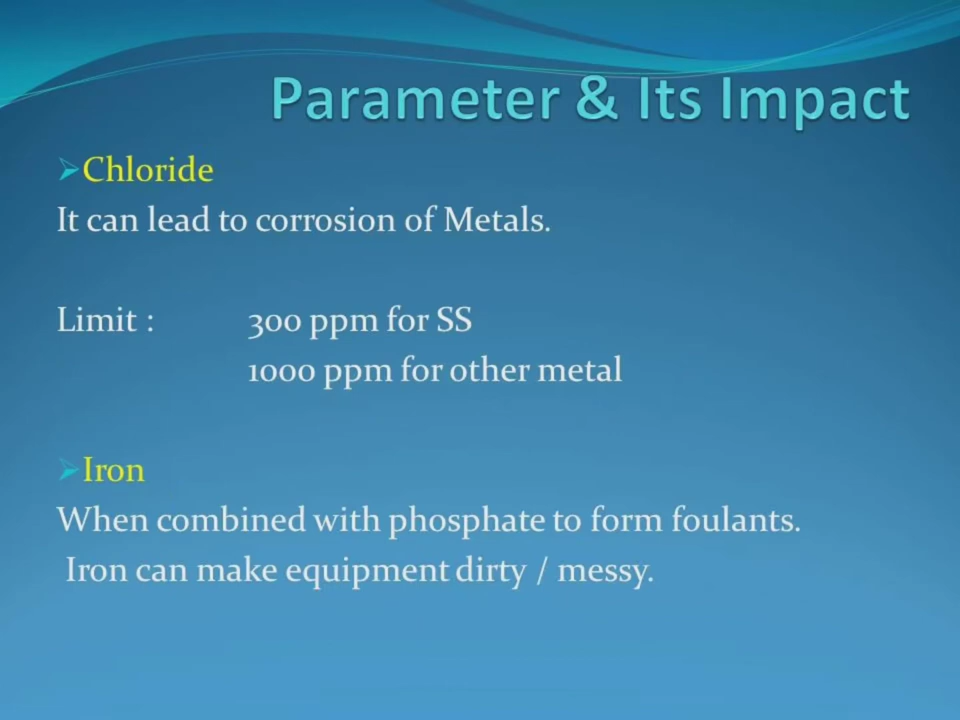 Parameter & Its Impact
➢Chloride
It can lead to corrosion of Metals.
Limit : 300 ppm for SS
1000 ppm for other metal
➢Iron
When combined with phosphate to form foulants.
Iron can make equipment dirty / messy.